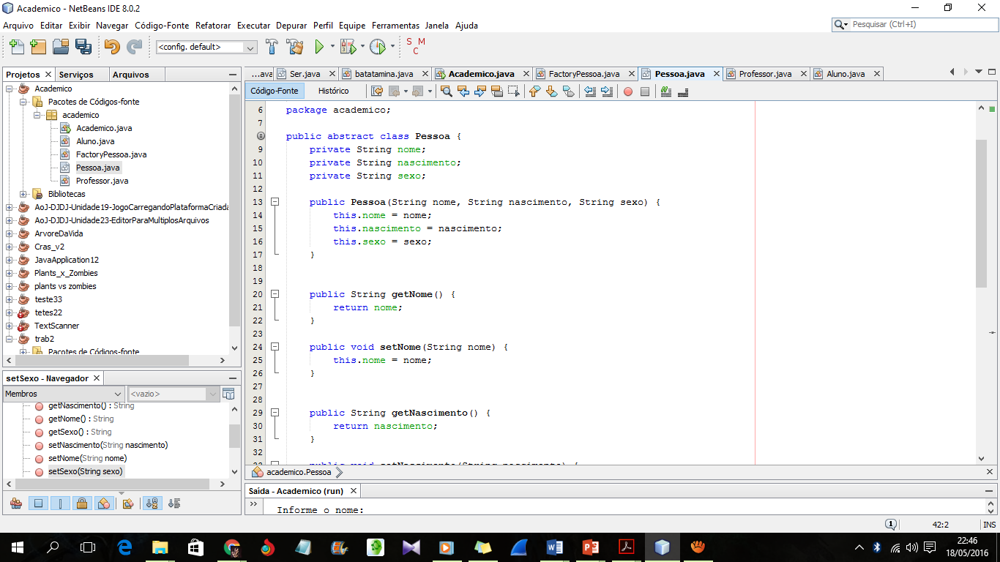 Academico - NetBeans IDE 8.0.2
Arquivo Editar Exibir Navegar Código-Fonte Refatorar Executar Depurar Perfil Equipe Ferramentas Janela Ajuda
Pesquisar (Ctrl+I)
<config. default>
S M
C
Projetos Serviços Arquivos
...ava Ser.java batatamina.java Academico.java FactoryPessoa.java Pessoa.java Professor.java Aluno.java
Código-Fonte Histórico
Academico
Pacotes de Códigos-fonte
academico
Academico.java
Aluno.java
FactoryPessoa.java
Pessoa.java
Professor.java
Bibliotecas
AoJ-DJDJ-Unidade19-JogoCarregandoPlataformaCriada
AoJ-DJDJ-Unidade23-EditorParaMultiplosArquivos
ArvoreDaVida
Cras_v2
JavaApplication12
Plants_x_Zombies
plants vs zombies
teste33
tetes22
TextScanner
trab2
Pacotes de Códigos-fonte
6 package academico;
7
public abstract class Pessoa {
9 private String nome;
10 private String nascimento;
11 private String sexo;
12
13 public Pessoa(String nome, String nascimento, String sexo) {
14 this.nome = nome;
15 this.nascimento = nascimento;
16 this.sexo = sexo;
17 }
18
19
20 public String getNome() {
21 return nome;
22 }
23
24 public void setNome(String nome) {
25 this.nome = nome;
26 }
27
28
29 public String getNascimento() {
30 return nascimento;
31 }
32
33 public void setNascimento(String nascimento) {
academico.Pessoa
setSexo - Navegador
Membros <vazio>
getNascimento() : String
getNome() : String
getSexo() : String
setNascimento(String nascimento)
setNome(String nome)
setSexo(String sexo)
Saída - Academico (run)
Informe o nome:
1 42:2 INS
22:46
18/05/2016